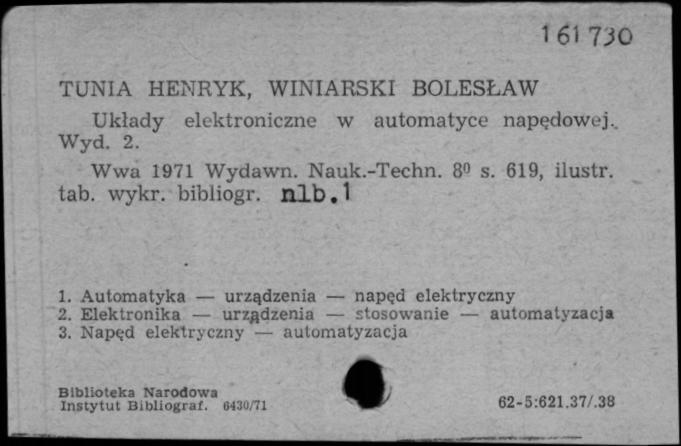 161730
TUNIA HENRYK, WINIARSKI BOLESŁAW
Układy elektroniczne w automatyce napędowej.
Wyd. 2.
Wwa 1971 Wydawn. Nauk.-Techn. 8º s. 619, ilustr.
tab. wykr. bibliogr. nlb.1
1. Automatyka — urządzenia — napęd elektryczny
2. Elektronika — urządzenia — stosowanie — automatyzacja
3. Napęd elektryczny — automatyzacja
Biblioteka Narodowa
Instytut Bibliograf. 6430/71
62-5:621.37/.38